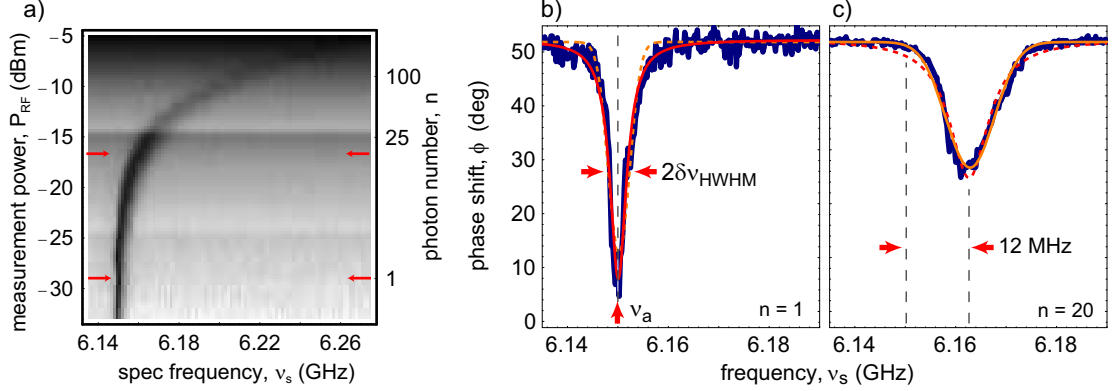 a)
b)
c)
measurement power, P_RF (dBm)
−5
−10
−15
−20
−25
−30
100
25
1
photon number, n
6.14
6.18
6.22
6.26
spec frequency, ν_s (GHz)
phase shift, ϕ (deg)
50
40
30
20
10
0
2δν_HWHM
ν_a
n = 1
12 MHz
n = 20
6.14
6.16
6.18
6.14
6.16
6.18
frequency, ν_s (GHz)